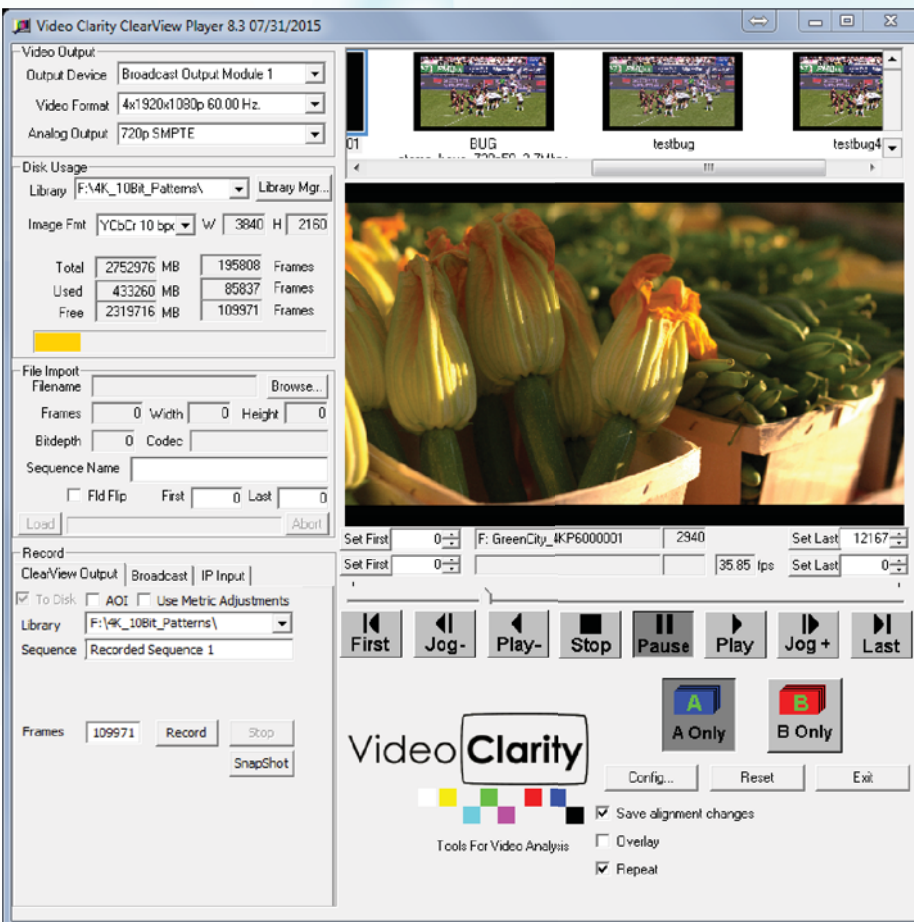 Video Clarity ClearView Player 8.3 07/31/2015
Video Output
Output Device Broadcast Output Module 1
Video Format 4x1920x1080p 60.00 Hz.
Analog Output 720p SMPTE
Disk Usage
Library F:\4K_10Bit_Patterns\ Library Mgr...
Image Fmt YCbCr 10 bpx W 3840 H 2160
Total 2752976 MB 195808 Frames
Used 433260 MB 85837 Frames
Free 2319716 MB 109971 Frames
File Import
Filename Browse...
Frames 0 Width 0 Height 0
Bitdepth 0 Codec
Sequence Name
Fld Flip First 0 Last 0
Load Abort
Record
ClearView Output Broadcast IP Input
To Disk AOI Use Metric Adjustments
Library F:\4K_10Bit_Patterns\
Sequence Recorded Sequence 1
Frames 109971 Record Stop
SnapShot
01 BUG testbug testbug4
Set First 0 F: GreenCity_4KP6000001 2940 Set Last 12167
Set First 0 35.85 fps Set Last 0
First Jog- Play- Stop Pause Play Jog+ Last
A B
A Only B Only
Video Clarity
Tools For Video Analysis
Config... Reset Exit
Save alignment changes
Overlay
Repeat